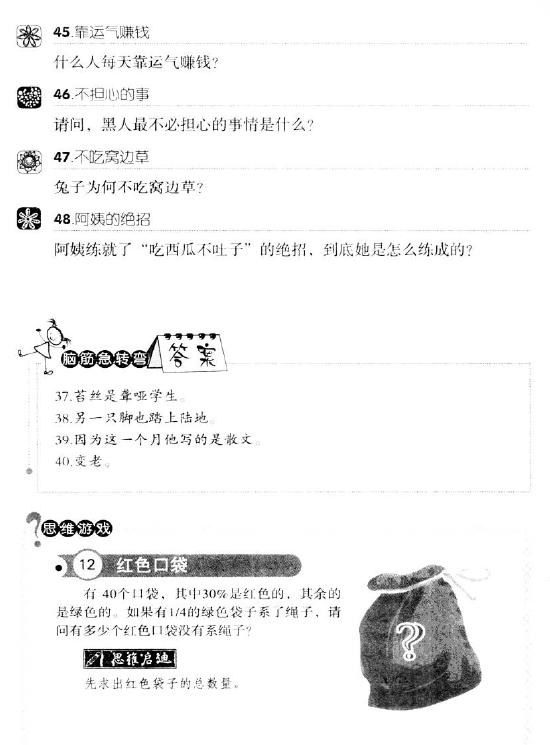 45.靠运气赚钱
什么人每天靠运气赚钱?
46.不担心的事
请问，黑人最不必担心的事情是什么?
47.不吃窝边草
兔子为何不吃窝边草?
48.阿姨的绝招
阿姨练就了“吃西瓜不吐子”的绝招，到底她是怎么练成的?
脑筋急转弯 答案
37.苔丝是聋哑学生。
38.另一只脚也踏上陆地。
39.因为这一个月他写的是散文。
40.变老。
?思维游戏
12 红色口袋
有 40个口袋，其中30%是红色的，其余的
是绿色的。如果有1/4的绿色袋子系了绳子，请
问有多少个红色口袋没有系绳子?
?
思维启迪
先求出红色袋子的总数量。